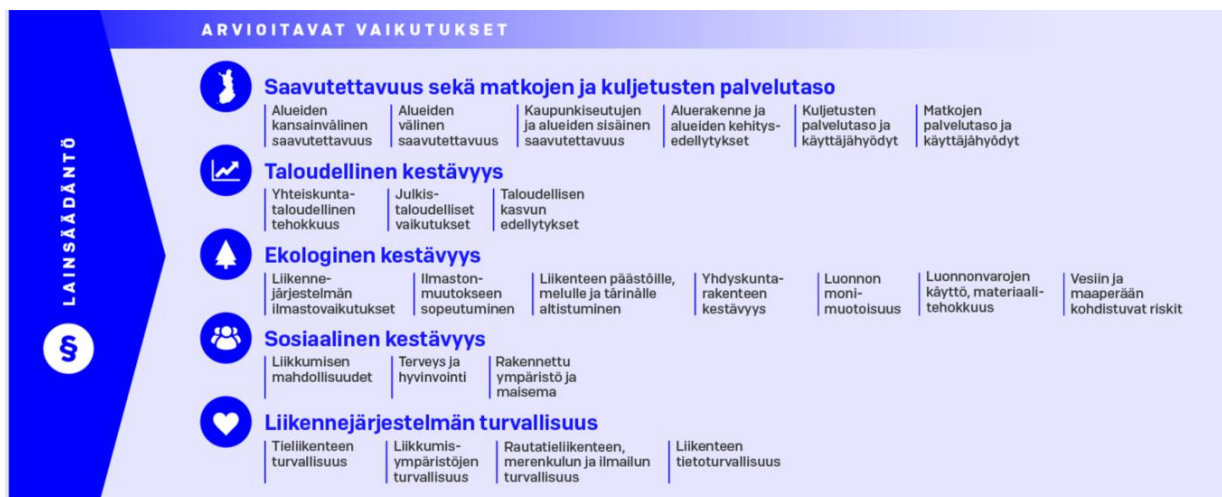 ARVIOITAVAT VAIKUTUKSET
§ LAINSÄÄDÄNTÖ
Saavutettavuus sekä matkojen ja kuljetusten palvelutaso
Alueiden
kansainvälinen
saavutettavuus
Alueiden
välinen
saavutettavuus
Kaupunkiseutujen
ja alueiden sisäinen
saavutettavuus
Aluerakenne ja
alueiden kehitys-
edellytykset
Kuljetusten
palvelutaso ja
käyttäjähyödyt
Matkojen
palvelutaso ja
käyttäjähyödyt
Taloudellinen kestävyys
Yhteiskunta-
taloudellinen
tehokkuus
Julkis-
taloudelliset
vaikutukset
Taloudellisen
kasvun
edellytykset
Ekologinen kestävyys
Liikenne-
järjestelmän
ilmastovaikutukset
Ilmaston-
muutokseen
sopeutuminen
Liikenteen päästöille,
melulle ja tärinälle
altistuminen
Yhdyskunta-
rakenteen
kestävyys
Luonnon
moni-
muotoisuus
Luonnonvarojen
käyttö, materiaali-
tehokkuus
Vesiin ja
maaperään
kohdistuvat riskit
Sosiaalinen kestävyys
Liikkumisen
mahdollisuudet
Terveys ja
hyvinvointi
Rakennettu
ympäristö ja
maisema
Liikennejärjestelmän turvallisuus
Tieliikenteen
turvallisuus
Liikkumis-
ympäristöjen
turvallisuus
Rautatieliikenteen,
merenkulun ja ilmailun
turvallisuus
Liikenteen
tietoturvallisuus